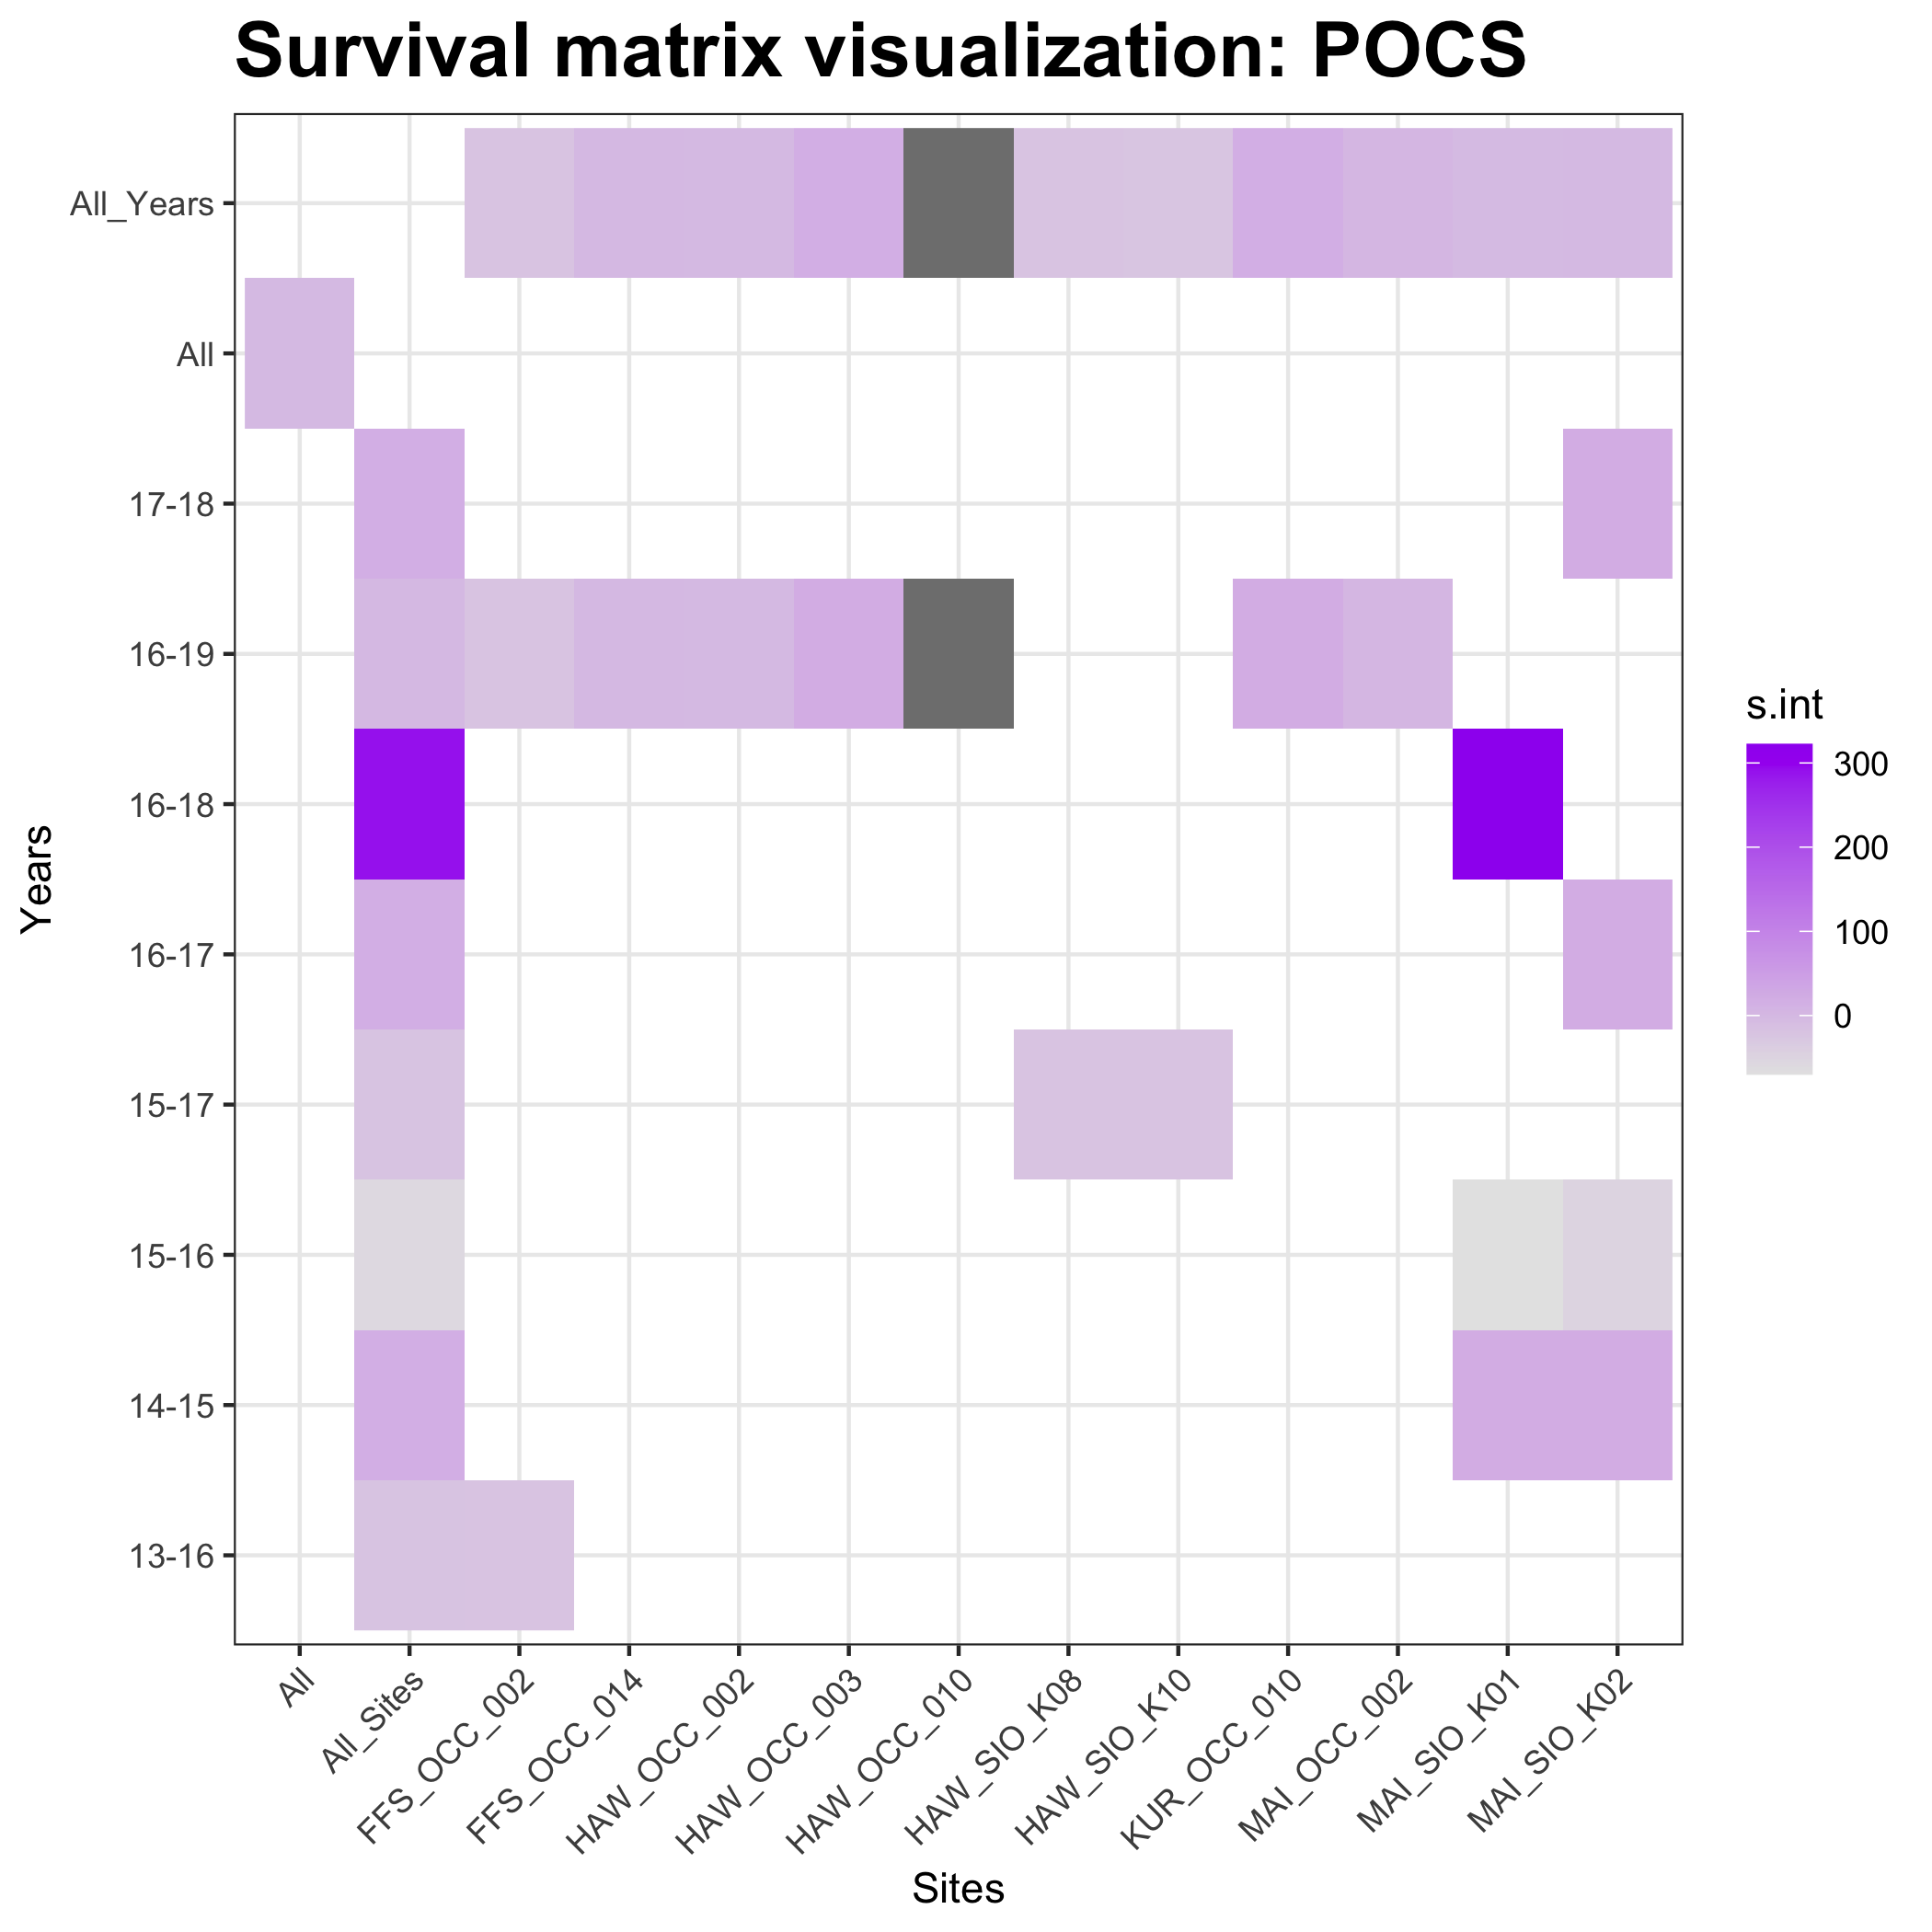 Survival matrix visualization: POCS
All_Years
All
17-18
16-19
16-18
16-17
15-17
15-16
14-15
13-16
Years
All
All_Sites
FFS_OCC_002
FFS_OCC_014
HAW_OCC_002
HAW_OCC_003
HAW_OCC_010
HAW_SIO_K08
HAW_SIO_K10
KUR_OCC_010
MAI_OCC_002
MAI_SIO_K01
MAI_SIO_K02
Sites
s.int
300
200
100
0